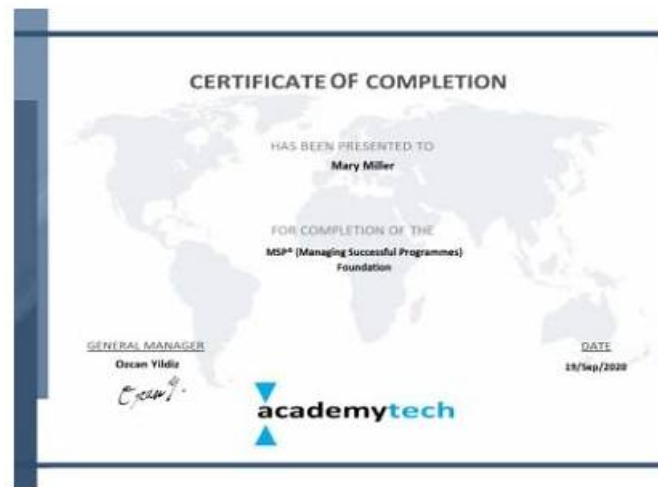 CERTIFICATE OF COMPLETION
HAS BEEN PRESENTED TO
Mary Miller
FOR COMPLETION OF THE
MSP® (Managing Successful Programmes)
Foundation
GENERAL MANAGER
Ozcan Yildiz
DATE
19/Sep/2020
academytech